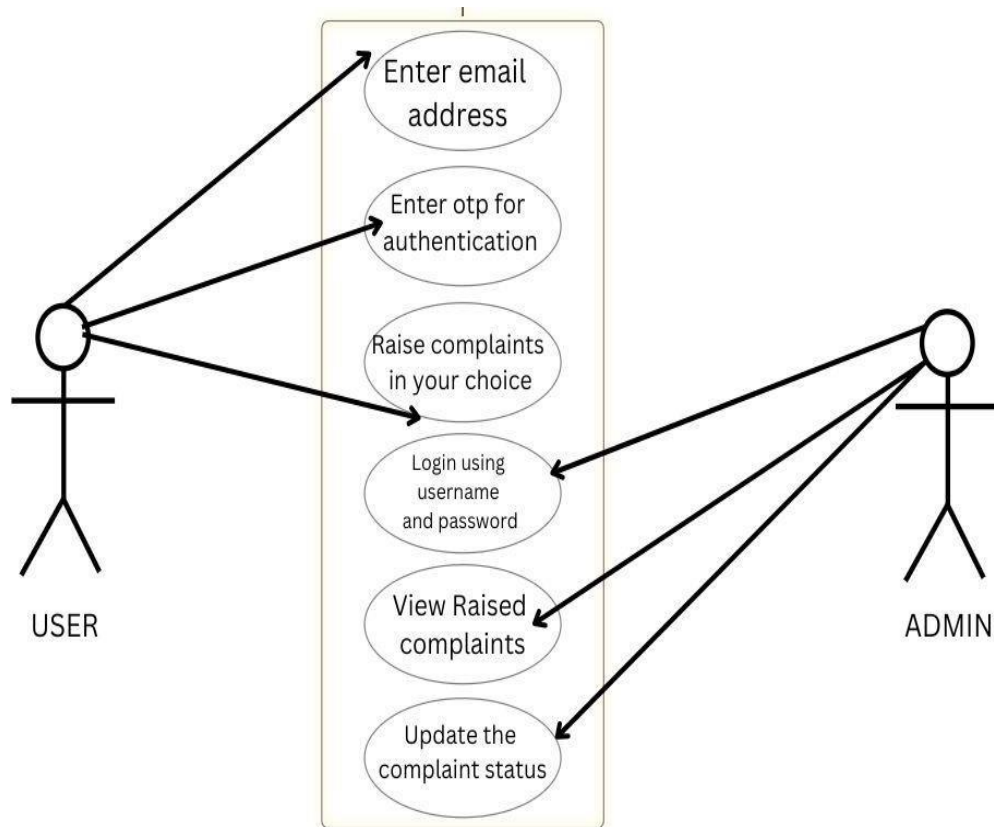 Enter email
address
Enter otp for
authentication
Raise complaints
in your choice
Login using
username
and password
View Raised
complaints
Update the
complaint status
USER
ADMIN